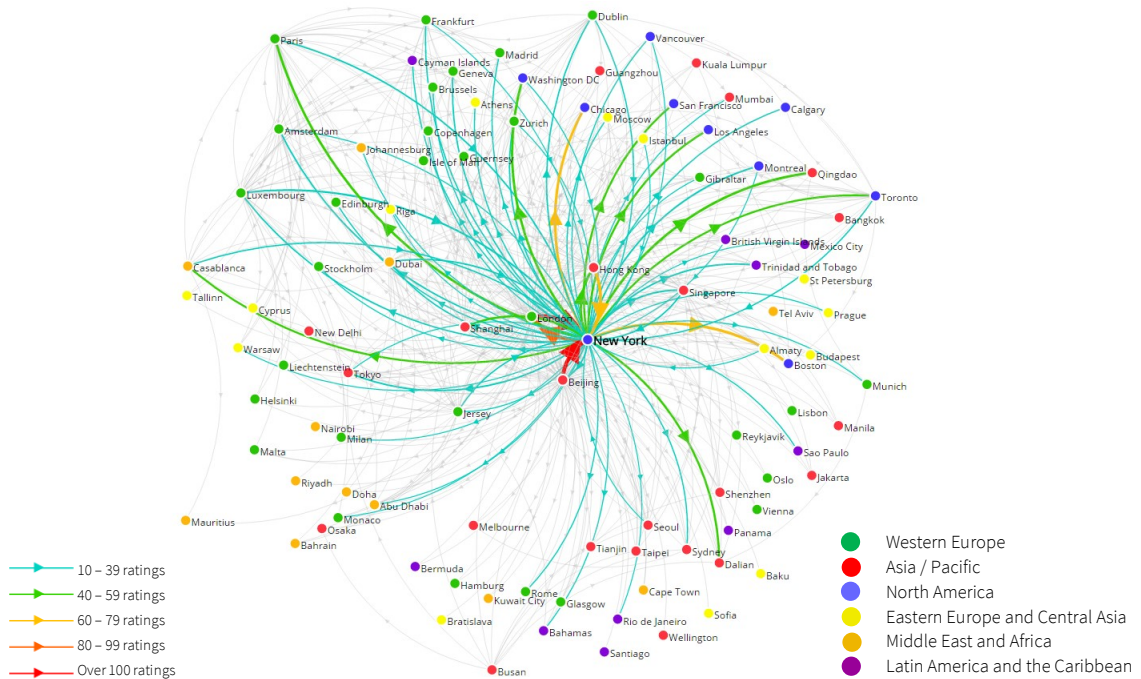 Dublin
Frankfurt
Paris
Vancouver
Madrid
Cayman Islands
Geneva
Washington DC
Guangzhou
Kuala Lumpur
Brussels
Athens
Mumbai
Chicago
San Francisco
Calgary
Moscow
Zurich
Amsterdam
Copenhagen
Los Angeles
Istanbul
Johannesburg
Isle of Man
Guernsey
Montreal
Qingdao
Gibraltar
Luxembourg
Toronto
Edinburgh
Riga
Bangkok
British Virgin Islands
Mexico City
Casablanca
Stockholm
Dubai
Hong Kong
Trinidad and Tobago
St Petersburg
Singapore
Tallinn
Cyprus
London
Tel Aviv
Prague
New Delhi
Shanghai
New York
Warsaw
Almaty
Budapest
Liechtenstein
Tokyo
Boston
Beijing
Munich
Helsinki
Jersey
Lisbon
Nairobi
Milan
Manila
Reykjavik
Malta
Sao Paulo
Riyadh
Oslo
Jakarta
Doha
Shenzhen
Abu Dhabi
Vienna
Mauritius
Monaco
Osaka
Melbourne
Seoul
Panama
Bahrain
Tianjin
Taipei
Sydney
Bermuda
Dalian
Baku
Hamburg
Rome
Cape Town
Kuwait City
Glasgow
Bratislava
Rio de Janeiro
Sofia
Bahamas
Wellington
Santiago
Busan
10 – 39 ratings
40 – 59 ratings
60 – 79 ratings
80 – 99 ratings
Over 100 ratings
Western Europe
Asia / Pacific
North America
Eastern Europe and Central Asia
Middle East and Africa
Latin America and the Caribbean